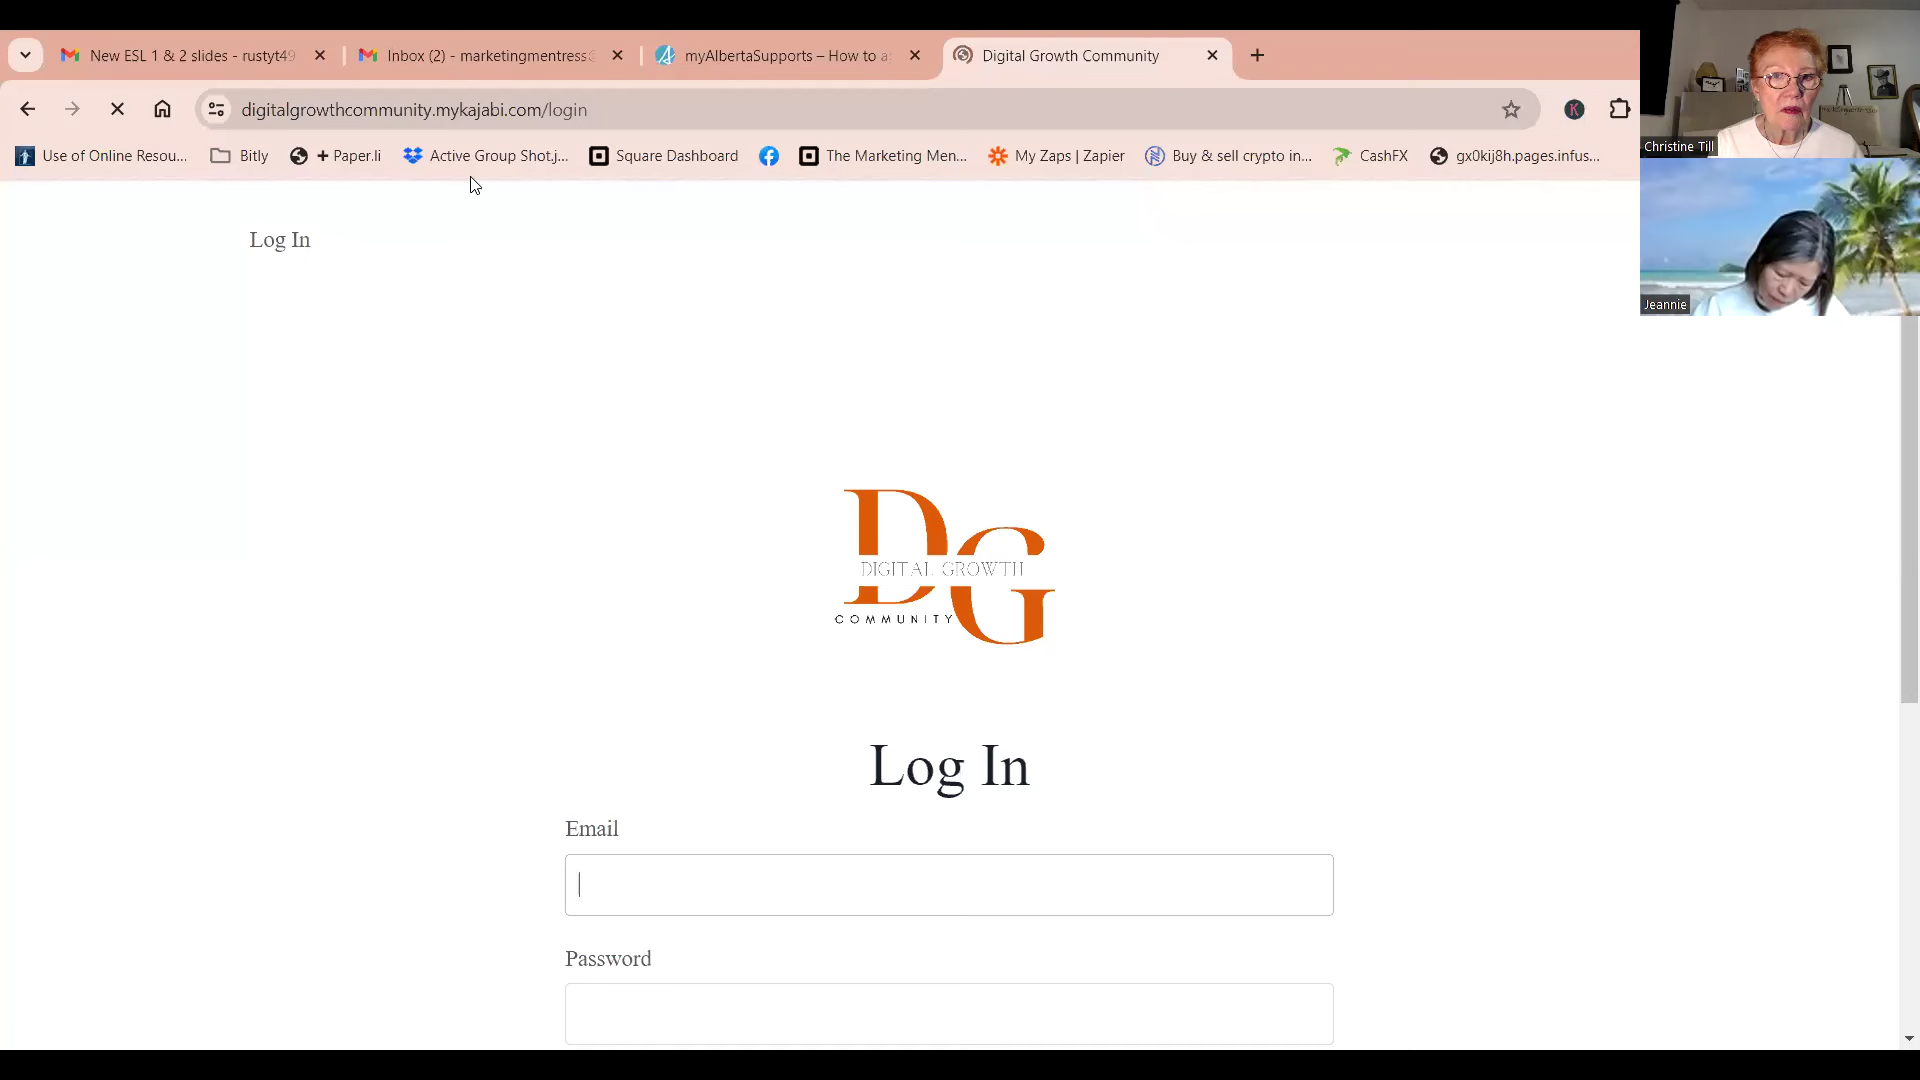 New ESL 1 & 2 slides - rustyt49
Inbox (2) - marketingmentress@
myAlbertaSupports – How to a
Digital Growth Community
digitalgrowthcommunity.mykajabi.com/login
Use of Online Resou...
Bitly
+ Paper.li
Active Group Shot.j...
Square Dashboard
The Marketing Men...
My Zaps | Zapier
Buy & sell crypto in...
CashFX
gx0kij8h.pages.infus...
Christine Till
Jeannie
Log In
DIGITAL GROWTH
COMMUNITY
Log In
Email
Password